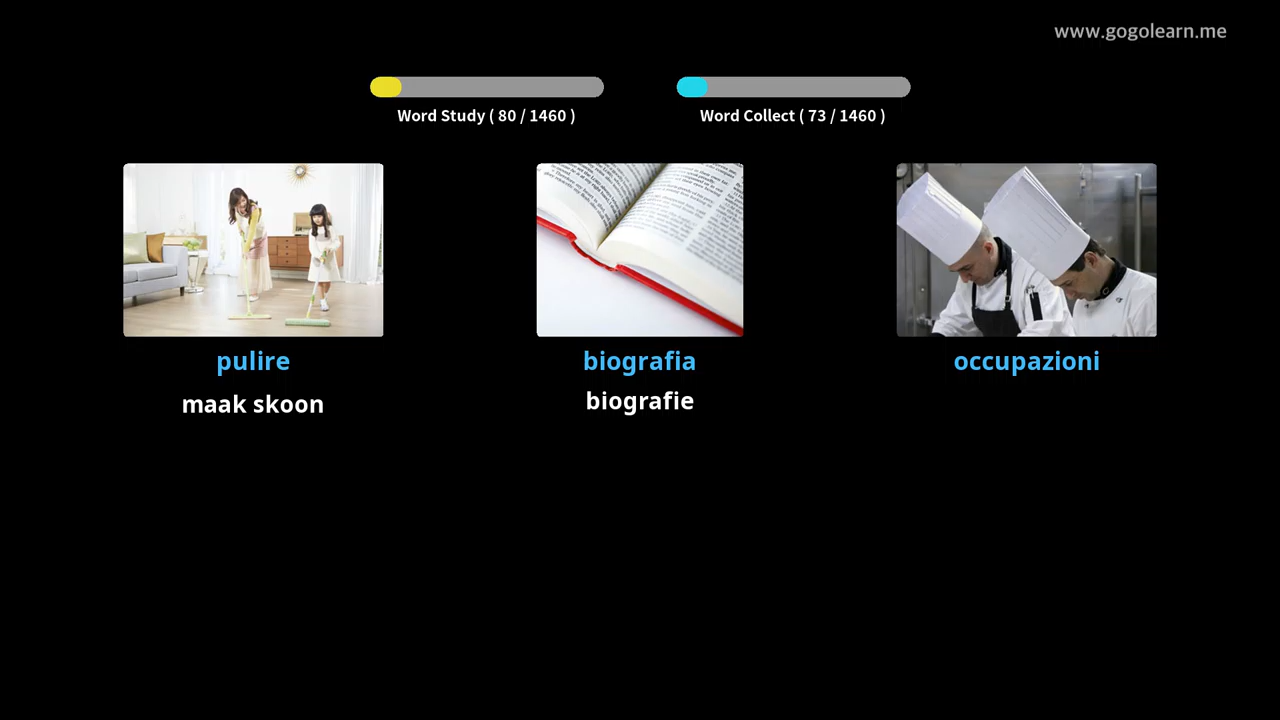 www.gogolearn.me
Word Study ( 80 / 1460 )
Word Collect ( 73 / 1460 )
pulire
biografia
occupazioni
maak skoon
biografie